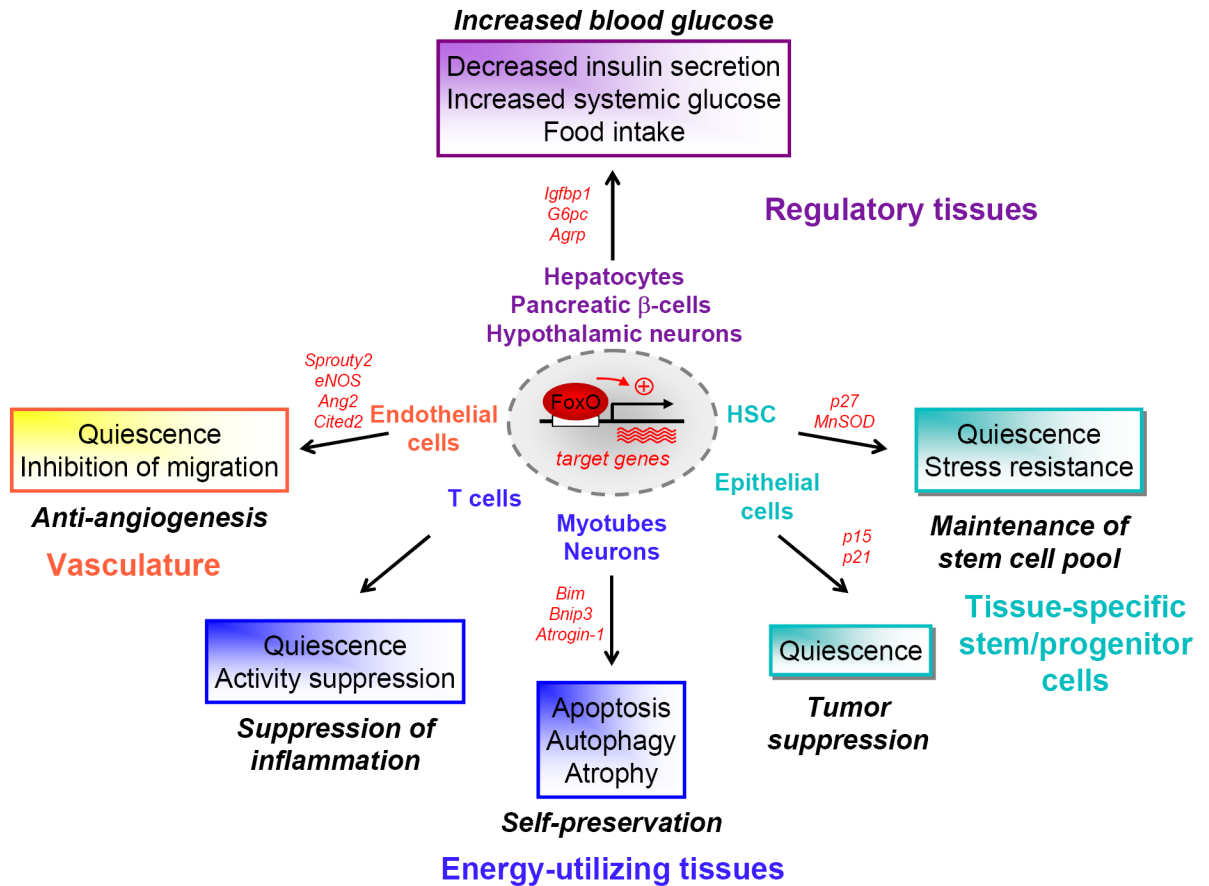 Increased blood glucose
Decreased insulin secretion
Increased systemic glucose
Food intake
Igfbp1
G6pc
Agrp
Regulatory tissues
Hepatocytes
Pancreatic β-cells
Hypothalamic neurons
Sprouty2
eNOS
Ang2
Cited2
Endothelial
cells
Quiescence
Inhibition of migration
Anti-angiogenesis
Vasculature
FoxO
target genes
HSC
p27
MnSOD
Quiescence
Stress resistance
Maintenance of
stem cell pool
Epithelial
cells
p15
p21
Tissue-specific
stem/progenitor
cells
Quiescence
Tumor
suppression
T cells
Quiescence
Activity suppression
Suppression of
inflammation
Myotubes
Neurons
Bim
Bnip3
Atrogin-1
Apoptosis
Autophagy
Atrophy
Self-preservation
Energy-utilizing tissues